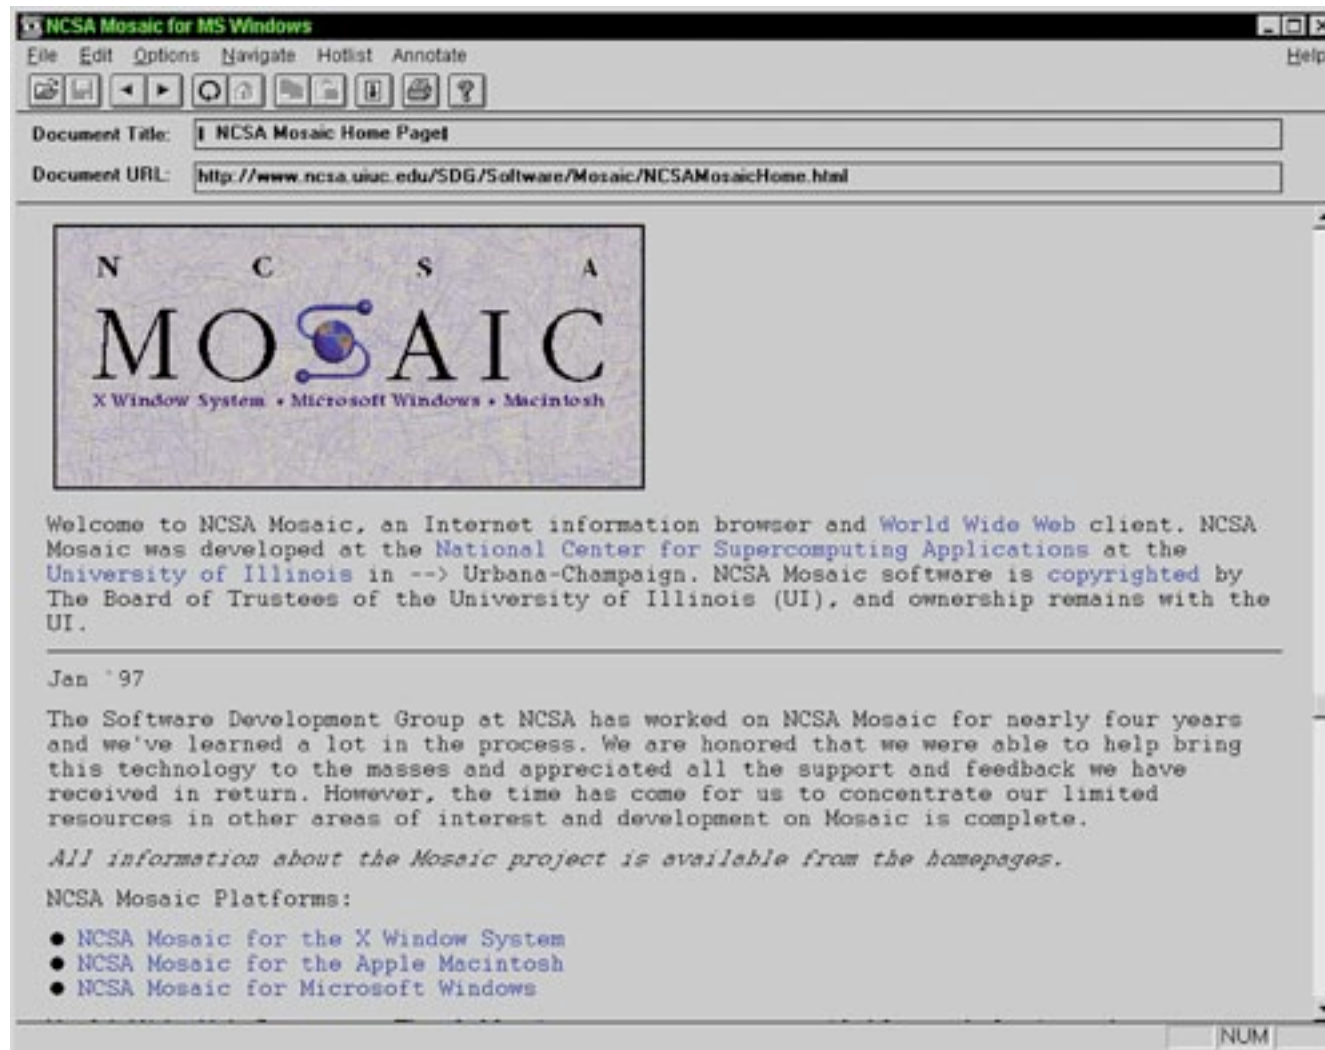 NCSA Mosaic for MS Windows
File Edit Options Navigate Hotlist Annotate Help
Document Title: NCSA Mosaic Home Page
Document URL: http://www.ncsa.uiuc.edu/SDG/Software/Mosaic/NCSAMosaicHome.html
N C S A
MOSAIC
X Window System • Microsoft Windows • Macintosh
Welcome to NCSA Mosaic, an Internet information browser and World Wide Web client. NCSA
Mosaic was developed at the National Center for Supercomputing Applications at the
University of Illinois in --> Urbana-Champaign. NCSA Mosaic software is copyrighted by
The Board of Trustees of the University of Illinois (UI), and ownership remains with the
UI.
Jan `97
The Software Development Group at NCSA has worked on NCSA Mosaic for nearly four years
and we've learned a lot in the process. We are honored that we were able to help bring
this technology to the masses and appreciated all the support and feedback we have
received in return. However, the time has come for us to concentrate our limited
resources in other areas of interest and development on Mosaic is complete.
All information about the Mosaic project is available from the homepages.
NCSA Mosaic Platforms:
● NCSA Mosaic for the X Window System
● NCSA Mosaic for the Apple Macintosh
● NCSA Mosaic for Microsoft Windows
NUM